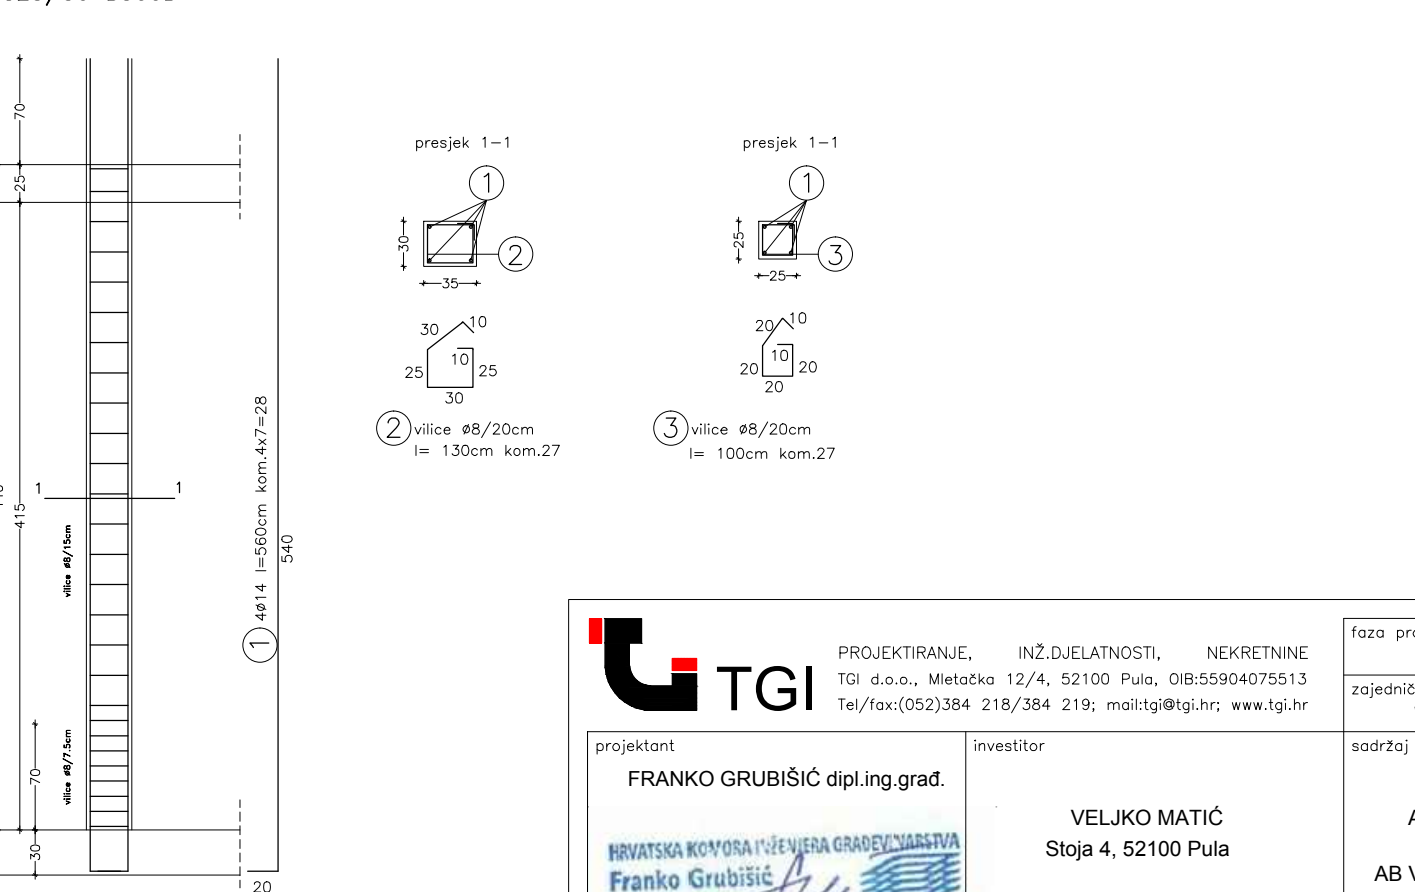 70
25
415
70
30
1 1
vilice ø8/15cm
vilice ø8/7.5cm
1 4ø14 l=560cm kom.4x7=28
540
20
presjek 1-1
1
30
2
35
30
10
10
25
25
30
2 vilice ø8/20cm
l= 130cm kom.27
presjek 1-1
1
25
3
25
20
10
10
20
20
20
3 vilice ø8/20cm
l= 100cm kom.27
TGI
PROJEKTIRANJE, INŽ.DJELATNOSTI, NEKRETNINE
TGI d.o.o., Mletačka 12/4, 52100 Pula, OIB:55904075513
Tel/fax:(052)384 218/384 219; mail:tgi@tgi.hr; www.tgi.hr
faza
projektant
FRANKO GRUBIŠIĆ dipl.ing.građ.
HRVATSKA KOMORA INŽENJERA GRAĐEVINARSTVA
Franko Grubišić
investitor
VELJKO MATIĆ
Stoja 4, 52100 Pula
sadržaj
AB